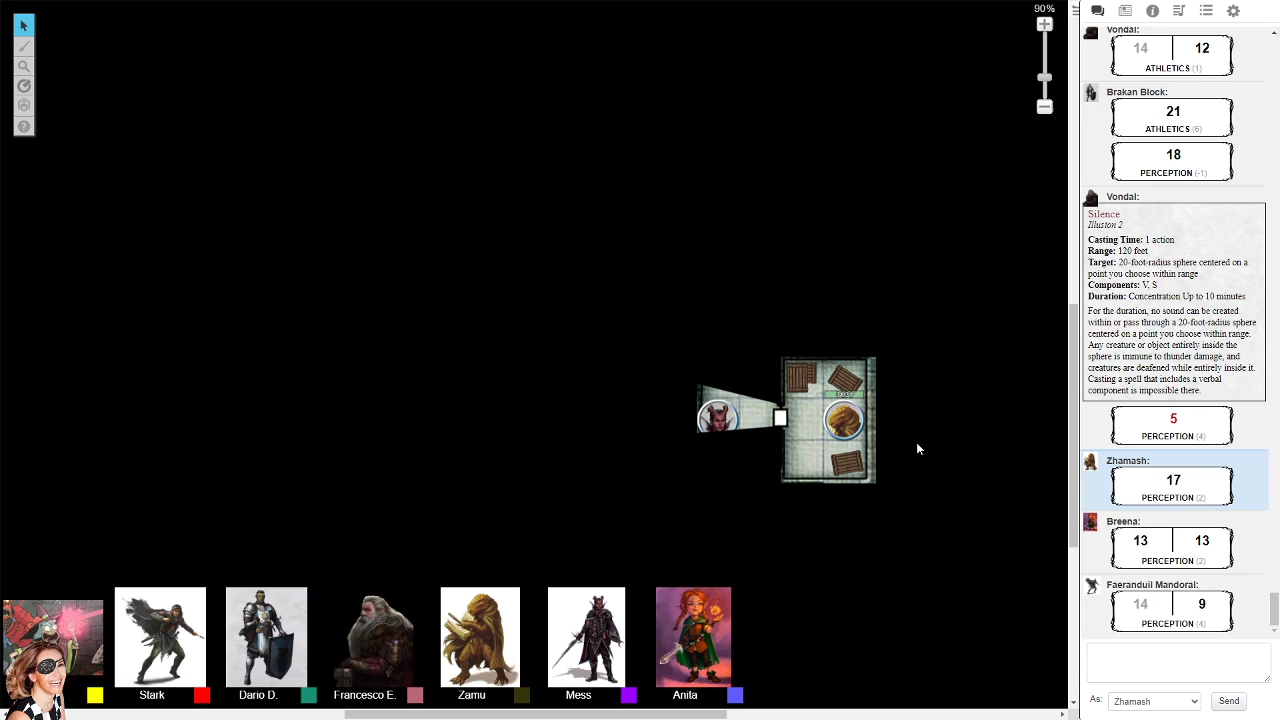 90%
Vondal:
14 12
ATHLETICS (1)
Brakan Block:
21
ATHLETICS (6)
18
PERCEPTION (-1)
Vondal:
Silence
Illusion 2
Casting Time: 1 action
Range: 120 feet
Target: 20-foot-radius sphere centered on a
point you choose within range
Components: V, S
Duration: Concentration Up to 10 minutes
For the duration, no sound can be created
within or pass through a 20-foot-radius sphere
centered on a point you choose within range.
Any creature or object entirely inside the
sphere is immune to thunder damage, and
creatures are deafened while entirely inside it.
Casting a spell that includes a verbal
component is impossible there.
5
PERCEPTION (4)
Zhamash:
17
PERCEPTION (2)
Breena:
13 13
PERCEPTION (2)
Faeranduil Mandoral:
14 9
PERCEPTION (4)
Stark
Dario D.
Francesco E.
Zamu
Mess
Anita
As: Zhamash Send